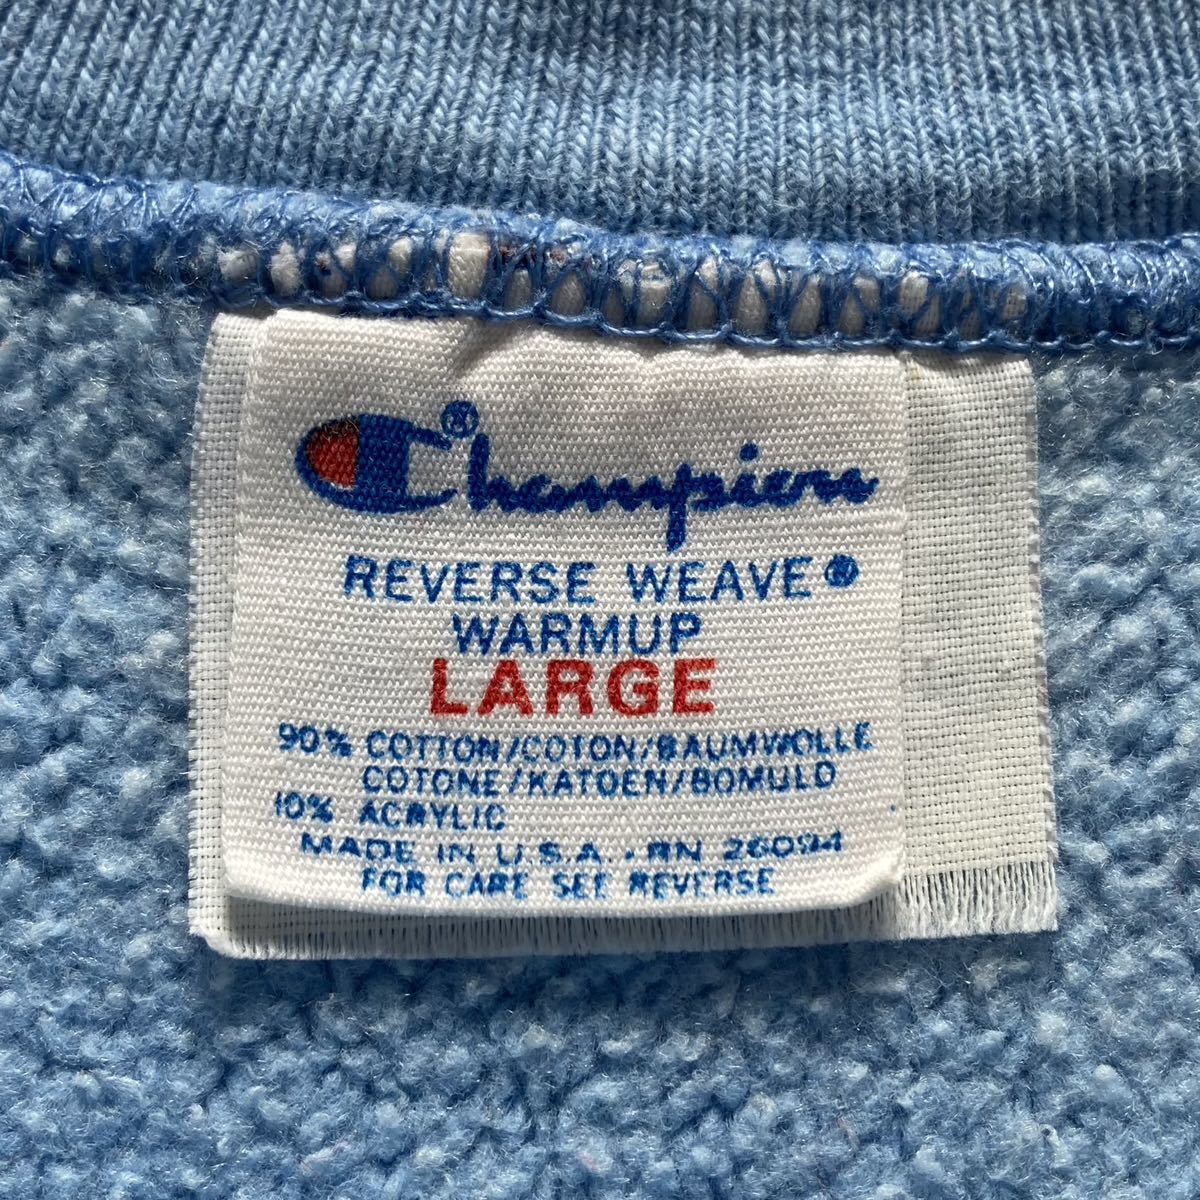 Champion®
REVERSE WEAVE®
WARMUP
LARGE
90% COTTON/COTON/BAUMWOLLE
COTONE/KATOEN/BOMULD
10% ACRYLIC
MADE IN U.S.A. • RN 26094
FOR CARE SEE REVERSE